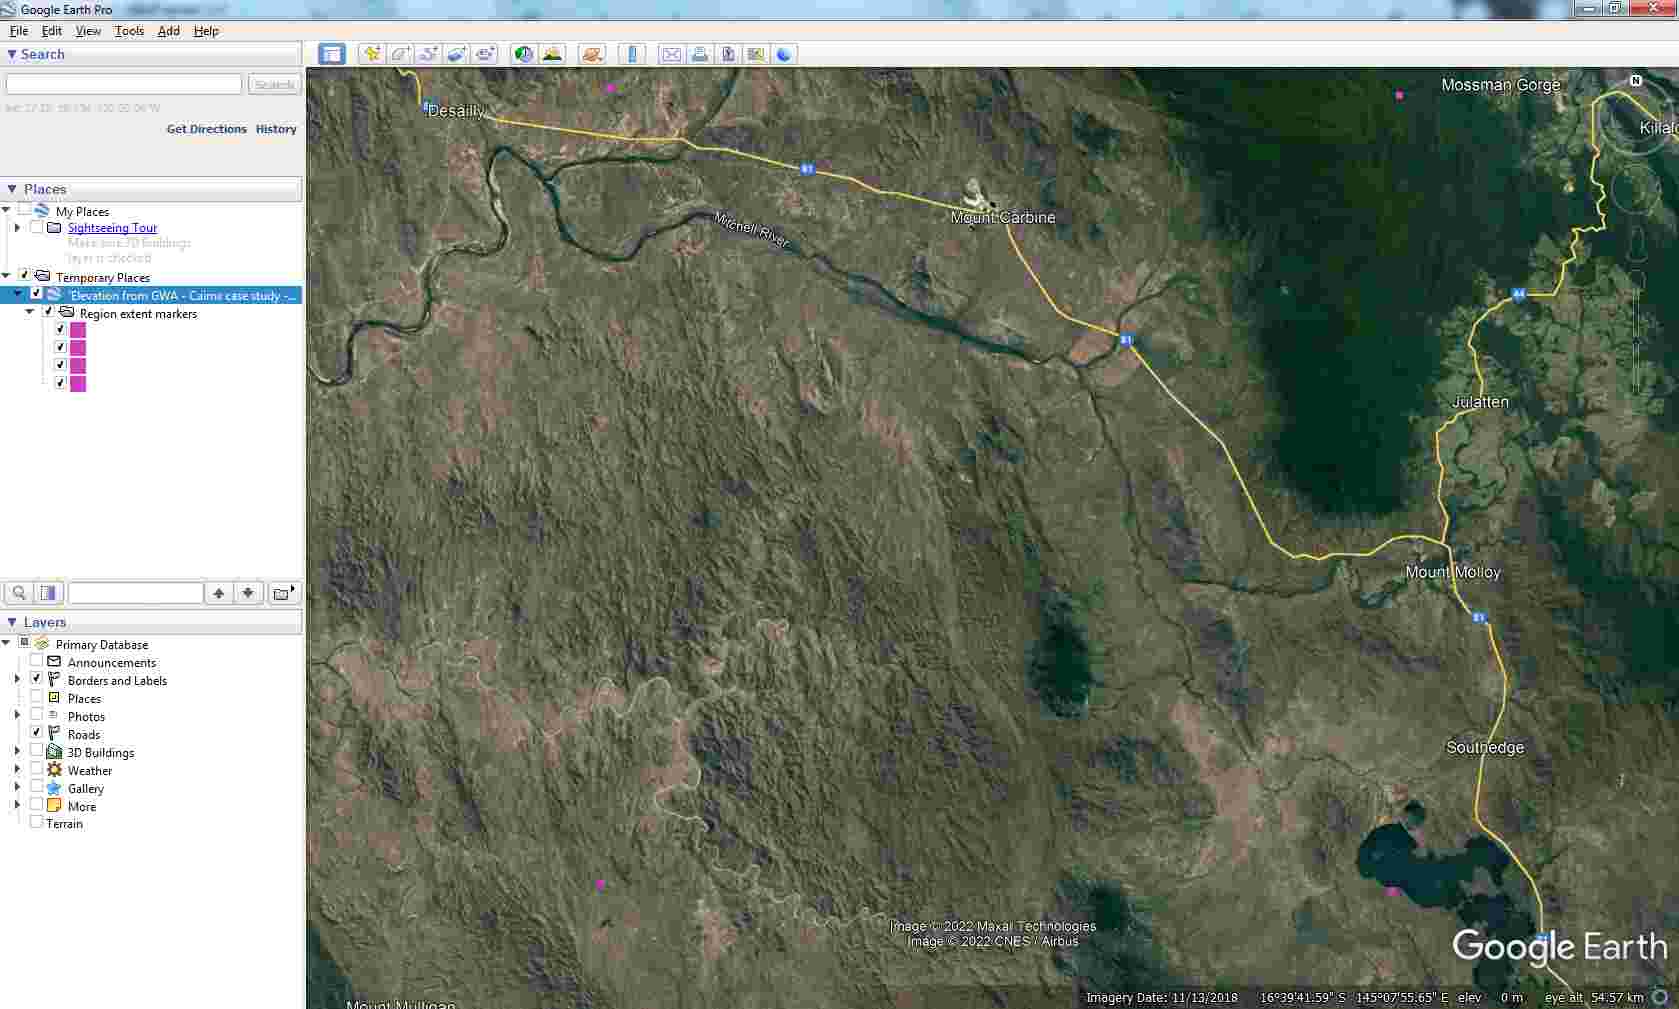 Google Earth Pro
File Edit View Tools Add Help
Search
Search
Get Directions History
Places
My Places
Sightseeing Tour
Make sure 3D Buildings
layer is checked
Temporary Places
"Elevation from GWA - Cairns case study -...
Region extent markers
Layers
Primary Database
Announcements
Borders and Labels
Places
Photos
Roads
3D Buildings
Weather
Gallery
More
Terrain
Mossman Gorge
N
Desailly
81
Mount Carbine
Mitchell River
44
81
Julatten
Mount Molloy
81
Southedge
Image © 2022 Maxar Technologies
Image © 2022 CNES / Airbus
Google Earth
Mount Mulligan
Imagery Date: 11/13/2018 16°39'41.59" S 145°07'55.65" E elev 0 m eye alt 54.57 km